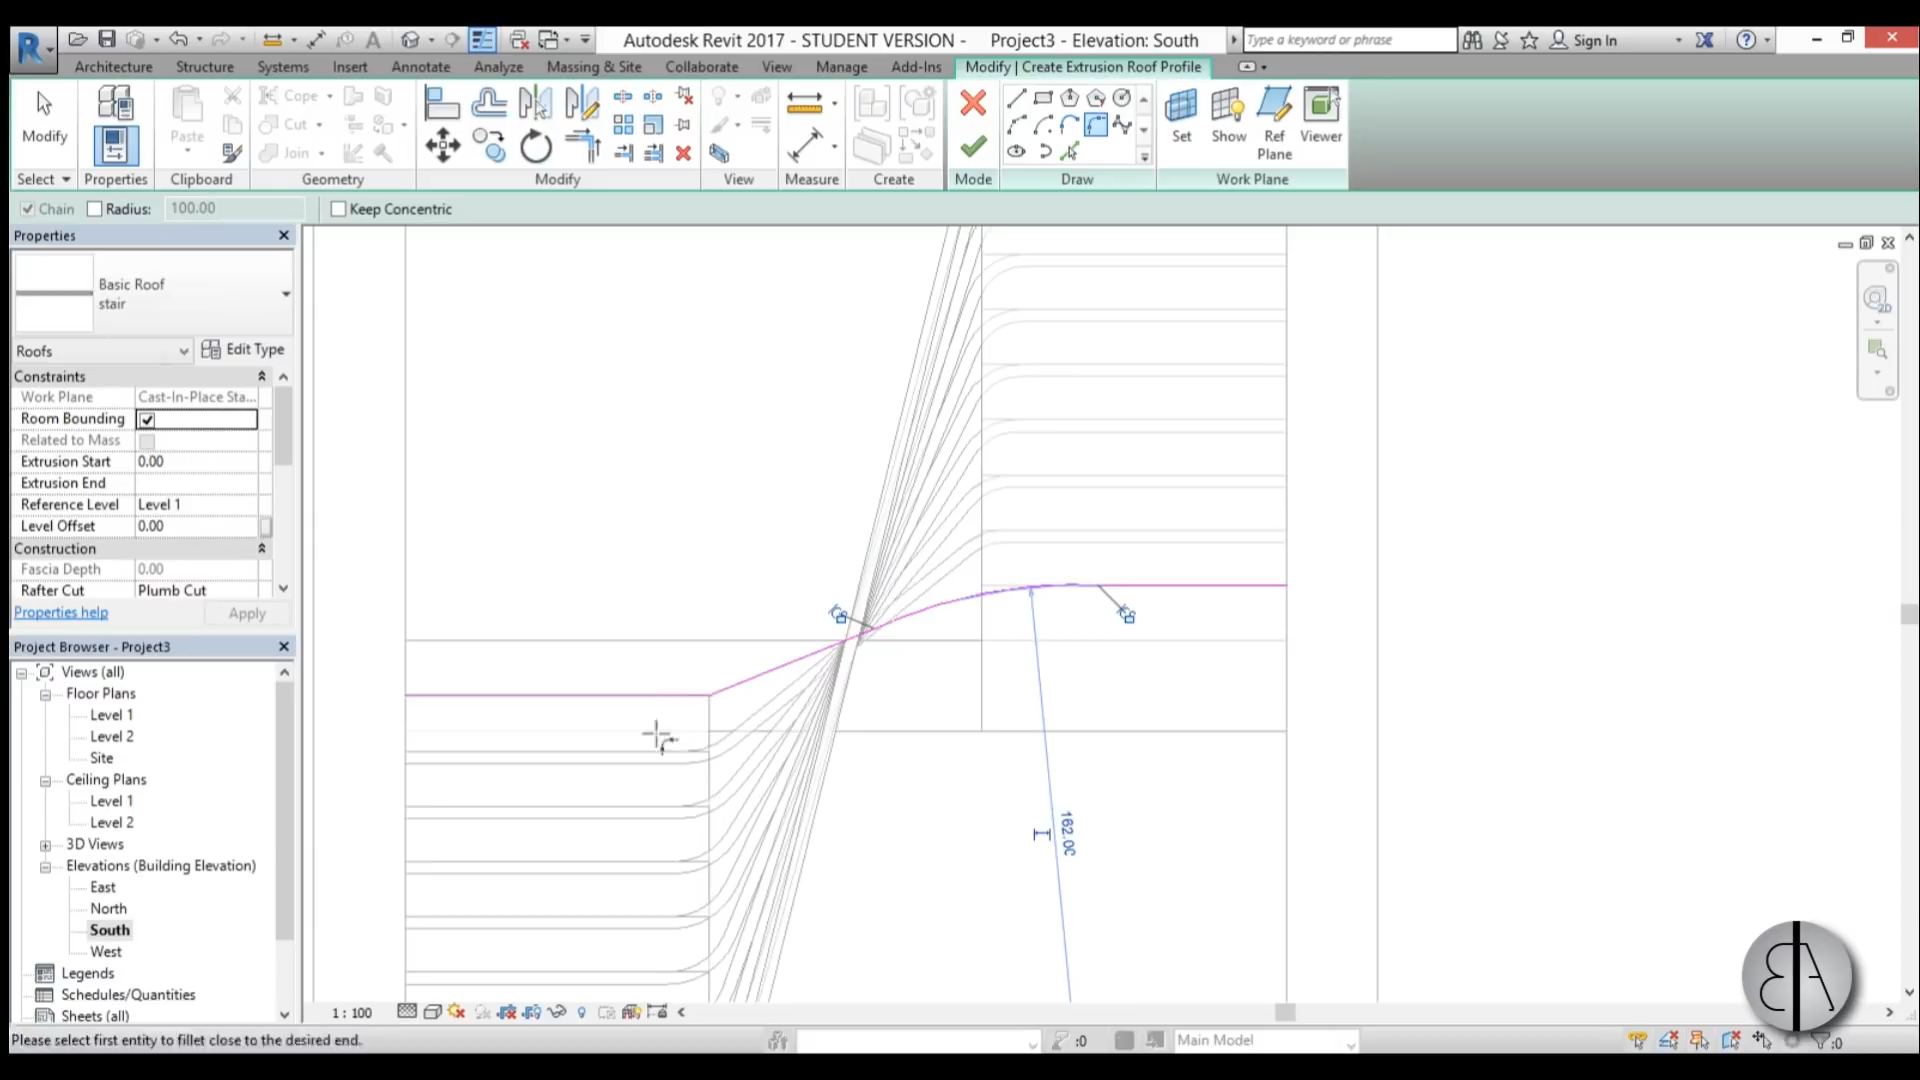 Autodesk Revit 2017 - STUDENT VERSION - Project3 - Elevation: South
Type a keyword or phrase
Sign In
Architecture Structure Systems Insert Annotate Analyze Massing & Site Collaborate View Manage Add-Ins Modify | Create Extrusion Roof Profile
Cope
Cut
Join
Modify Paste Set Show Ref Plane Viewer
Select Properties Clipboard Geometry Modify View Measure Create Mode Draw Work Plane
Chain Radius: 100.00 Keep Concentric
Properties
Basic Roof
stair
Roofs Edit Type
Constraints
Work Plane Cast-In-Place Sta...
Room Bounding
Related to Mass
Extrusion Start 0.00
Extrusion End
Reference Level Level 1
Level Offset 0.00
Construction
Fascia Depth 0.00
Rafter Cut Plumb Cut
Properties help Apply
Project Browser - Project3
Views (all)
Floor Plans
Level 1
Level 2
Site
Ceiling Plans
Level 1
Level 2
3D Views
Elevations (Building Elevation)
East
North
South
West
Legends
Schedules/Quantities
Sheets (all)
2D
1 : 100
Please select first entity to fillet close to the desired end.
:0
Main Model
:0